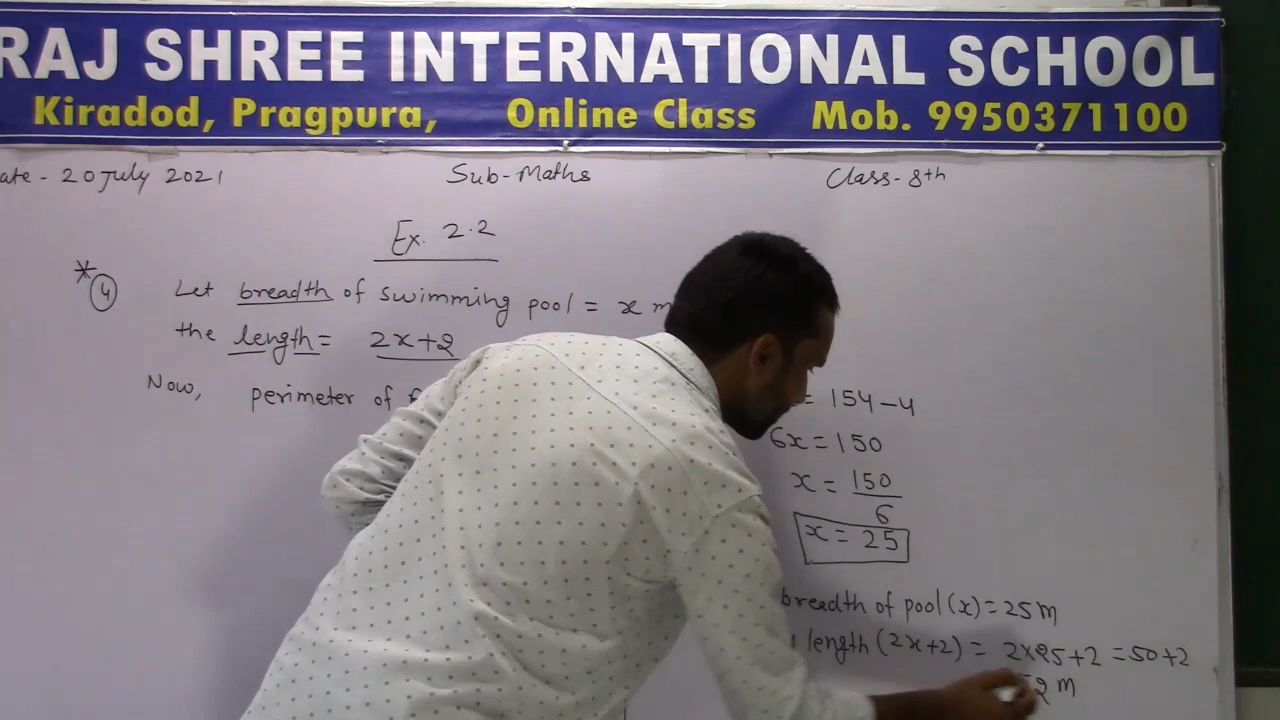 RAJ SHREE INTERNATIONAL SCHOOL
Kiradod, Pragpura, Online Class Mob. 9950371100
ate - 20 July 2021 Sub-Maths Class-8th
Ex. 2.2
* 4 Let breadth of swimming pool = x m
the length = 2x+2
Now, perimeter of
= 154-4
6x = 150
x = 150
6
x = 25
breadth of pool (x) = 25m
length (2x+2) = 2x25+2 = 50+2
52 m